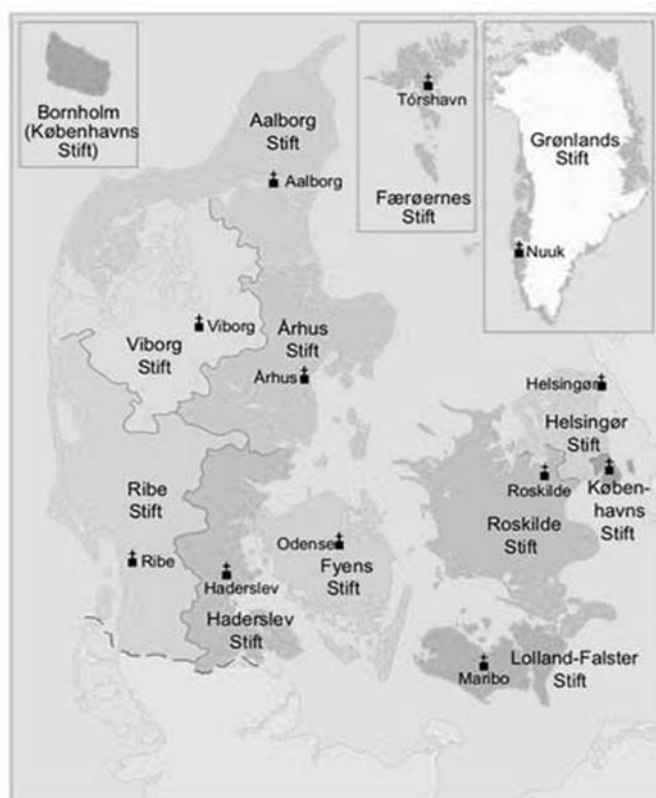 Bornholm
(Københavns
Stift)
Aalborg
Stift
Aalborg
Tórshavn
Færøernes
Stift
Grønlands
Stift
Nuuk
Viborg
Viborg
Stift
Århus
Stift
Århus
Helsingør
Helsingør
Stift
Roskilde
Køben-
havns
Stift
Roskilde
Stift
Ribe
Stift
Ribe
Odense
Fyens
Stift
Haderslev
Haderslev
Stift
Lolland-Falster
Stift
Maribo